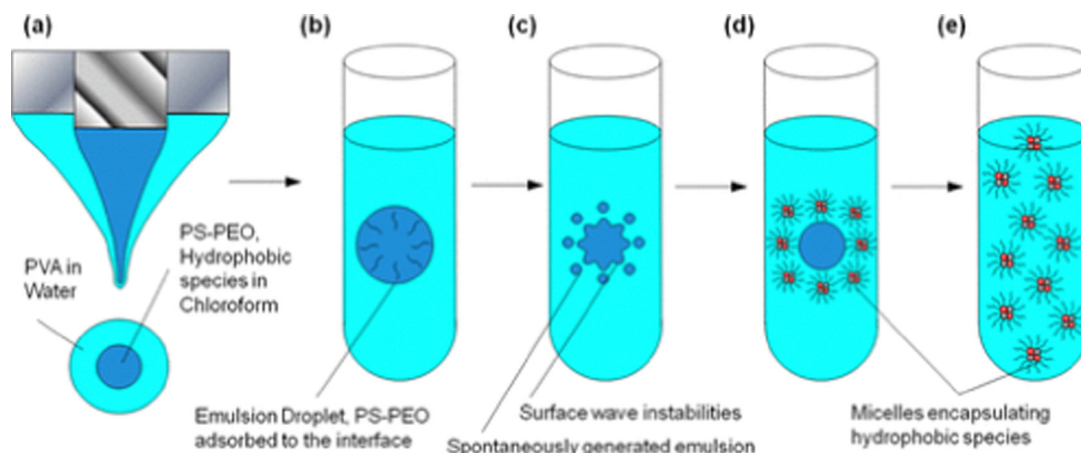 (a)
(b)
(c)
(d)
(e)
PS-PEO,
Hydrophobic
species in
Chloroform
PVA in
Water
Emulsion Droplet, PS-PEO
adsorbed to the interface
Surface wave instabilities
Spontaneously generated emulsion
Micelles encapsulating
hydrophobic species